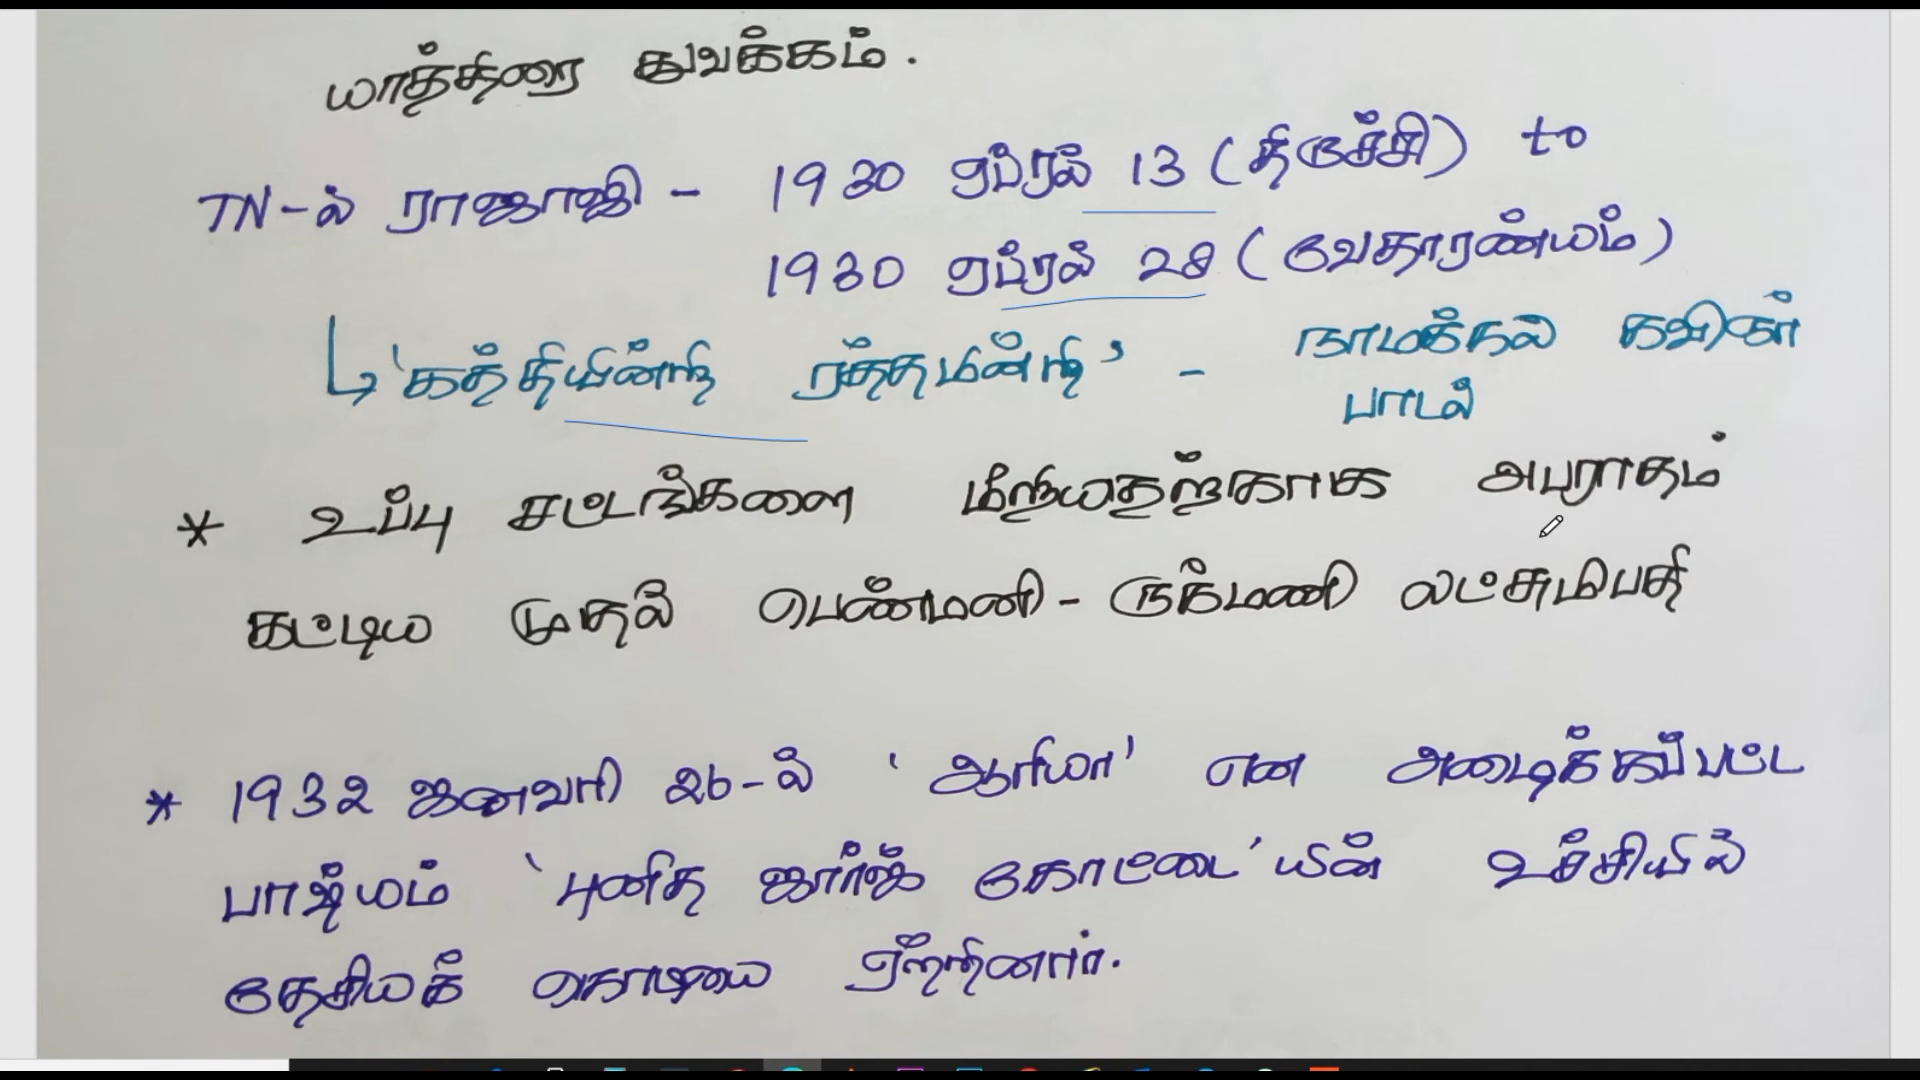 யாத்திரை துவக்கம்.
TN-ல் ராஜாஜி - 1930 ஏப்ரல் 13 (திருச்சி) to
1930 ஏப்ரல் 28 (வேதாரண்யம்)
'கத்தியின்றி ரத்தமின்றி' - நாமக்கல் கவிஞர்
பாடல்
* உப்பு சட்டங்களை மீறியதற்காக அபராதம்
கட்டிய முதல் பெண்மணி - ருக்மணி லட்சுமிபதி
* 1932 ஜனவரி 26-ல் 'ஆரியா' என அழைக்கப்பட்ட
பாஷ்யம் 'புனித ஜார்ஜ் கோட்டை'யின் உச்சியில்
தேசியக் கொடியை ஏற்றினார்.